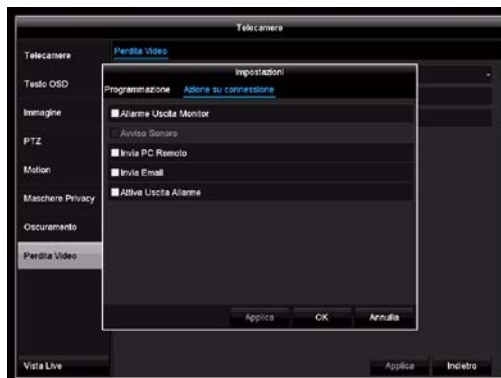 Telecamere
Telecamere
Testo OSD
Immagine
PTZ
Motion
Maschere Privacy
Oscuramento
Perdita Video
Vista Live
Perdita Video
Impostazioni
Programmazione Azione su connessione
Allarme Uscita Monitor
Avviso Sonoro
Invia PC Remoto
Invia Email
Attiva Uscita Allarme
Applica OK Annulla
Applica Indietro